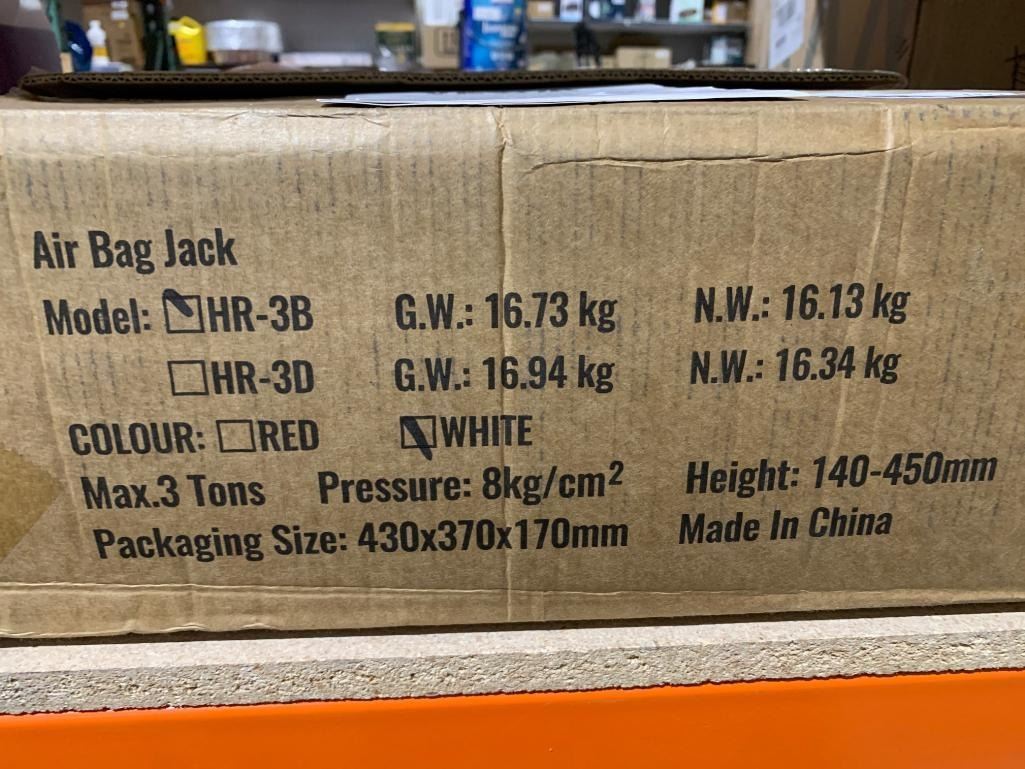 Air Bag Jack
Model: ☑HR-3B G.W.: 16.73 kg N.W.: 16.13 kg
☐HR-3D G.W.: 16.94 kg N.W.: 16.34 kg
COLOUR: ☐RED ☑WHITE
Max.3 Tons Pressure: 8kg/cm² Height: 140-450mm
Packaging Size: 430x370x170mm Made In China